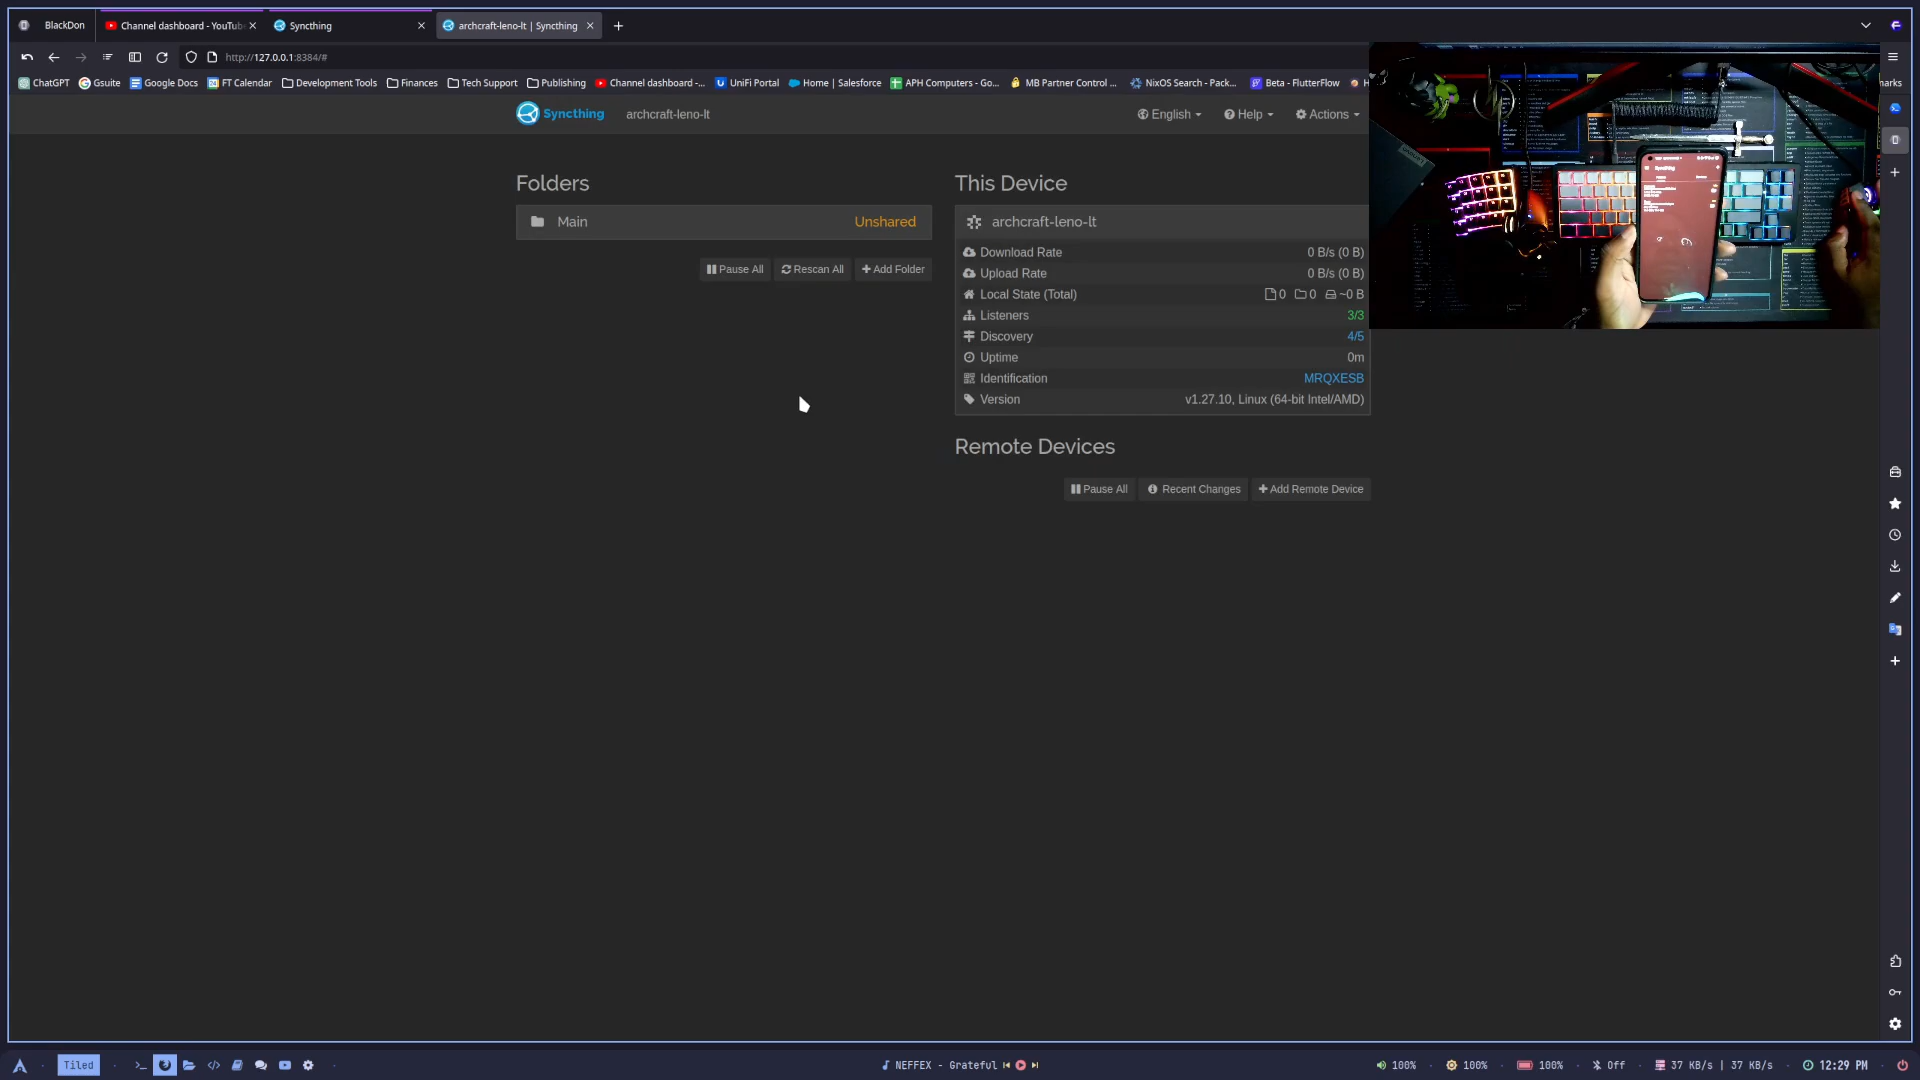 BlackDon
Channel dashboard - YouTub
Syncthing
archcraft-leno-lt | Syncthing
http://127.0.0.1:8384/#
ChatGPT
Gsuite
Google Docs
FT Calendar
Development Tools
Finances
Tech Support
Publishing
Channel dashboard -...
UniFi Portal
Home | Salesforce
APH Computers - Go...
MB Partner Control ...
NixOS Search - Pack...
Beta - FlutterFlow
H
arks
Syncthing
archcraft-leno-lt
English
Help
Actions
Folders
Main
Unshared
Pause All
Rescan All
Add Folder
This Device
archcraft-leno-lt
Download Rate 0 B/s (0 B)
Upload Rate 0 B/s (0 B)
Local State (Total) 0 0 ~0 B
Listeners 3/3
Discovery 4/5
Uptime 0m
Identification MRQXESB
Version v1.27.10, Linux (64-bit Intel/AMD)
Remote Devices
Pause All
Recent Changes
Add Remote Device
Syncthing
Tiled
NEFFEX - Grateful
100%
100%
100%
Off
37 KB/s | 37 KB/s
12:29 PM